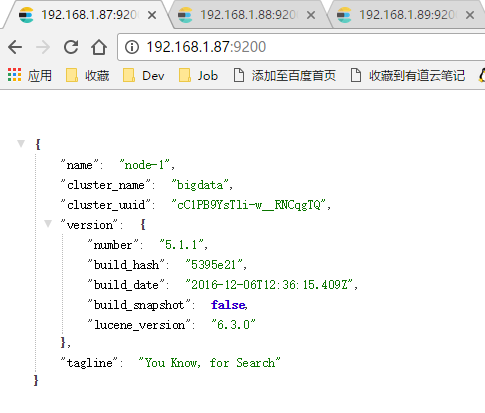 192.168.1.87:920 192.168.1.88:920 192.168.1.89:920
192.168.1.87:9200
应用 收藏 Dev Job 添加至百度首页 收藏到有道云笔记
{
"name": "node-1",
"cluster_name": "bigdata",
"cluster_uuid": "cC1PB9YsTli-w__RNCqgTQ",
"version": {
"number": "5.1.1",
"build_hash": "5395e21",
"build_date": "2016-12-06T12:36:15.409Z",
"build_snapshot": false,
"lucene_version": "6.3.0"
},
"tagline": "You Know, for Search"
}